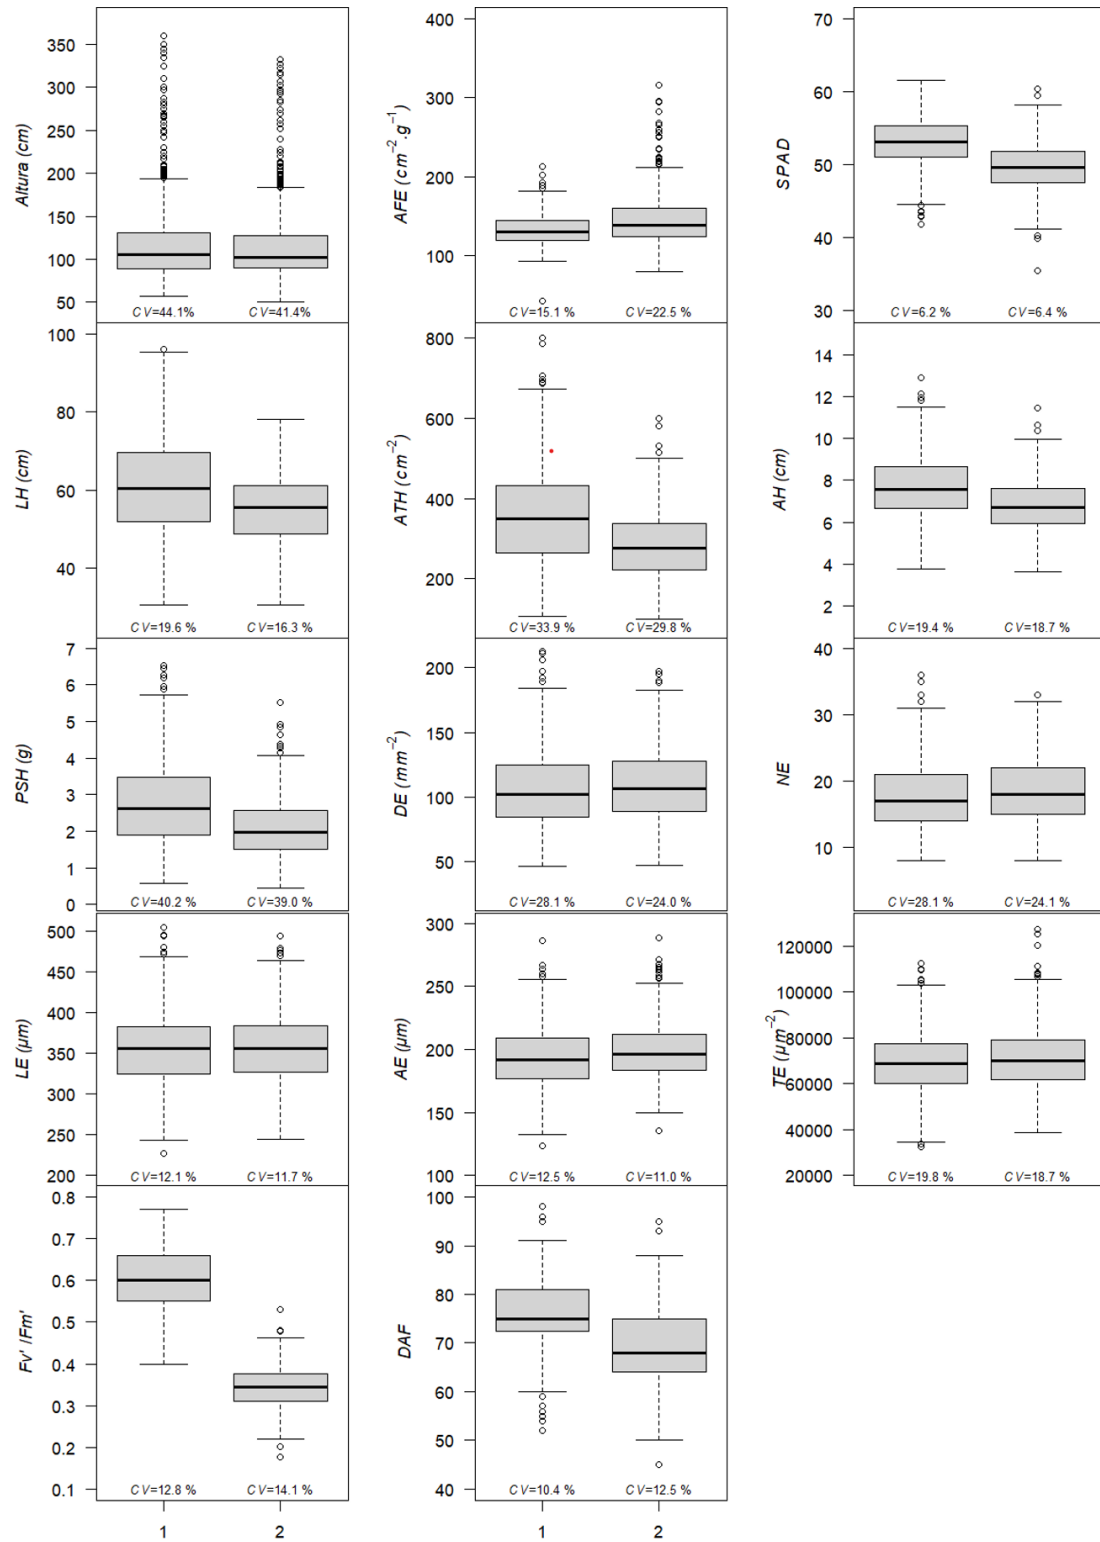 Altura (cm)
350
300
250
200
150
100
50
CV=44.1%
CV=41.4%
AFE (cm⁻².g⁻¹)
400
300
200
100
CV=15.1 %
CV=22.5 %
SPAD
70
60
50
40
30
CV=6.2 %
CV=6.4 %
LH (cm)
100
80
60
40
CV=19.6 %
CV=16.3 %
ATH (cm⁻²)
800
600
400
200
CV=33.9 %
CV=29.8 %
AH (cm)
14
12
10
8
6
4
2
CV=19.4 %
CV=18.7 %
PSH (g)
7
6
5
4
3
2
1
0
CV=40.2 %
CV=39.0 %
DE (mm⁻²)
200
150
100
50
CV=28.1 %
CV=24.0 %
NE
40
30
20
10
CV=28.1 %
CV=24.1 %
LE (µm)
500
450
400
350
300
250
200
CV=12.1 %
CV=11.7 %
AE (µm)
300
250
200
150
100
CV=12.5 %
CV=11.0 %
TE (µm⁻²)
120000
100000
80000
60000
40000
20000
CV=19.8 %
CV=18.7 %
Fv' /Fm'
0.8
0.7
0.6
0.5
0.4
0.3
0.2
0.1
CV=12.8 %
CV=14.1 %
1
2
DAF
100
90
80
70
60
50
40
CV=10.4 %
CV=12.5 %
1
2